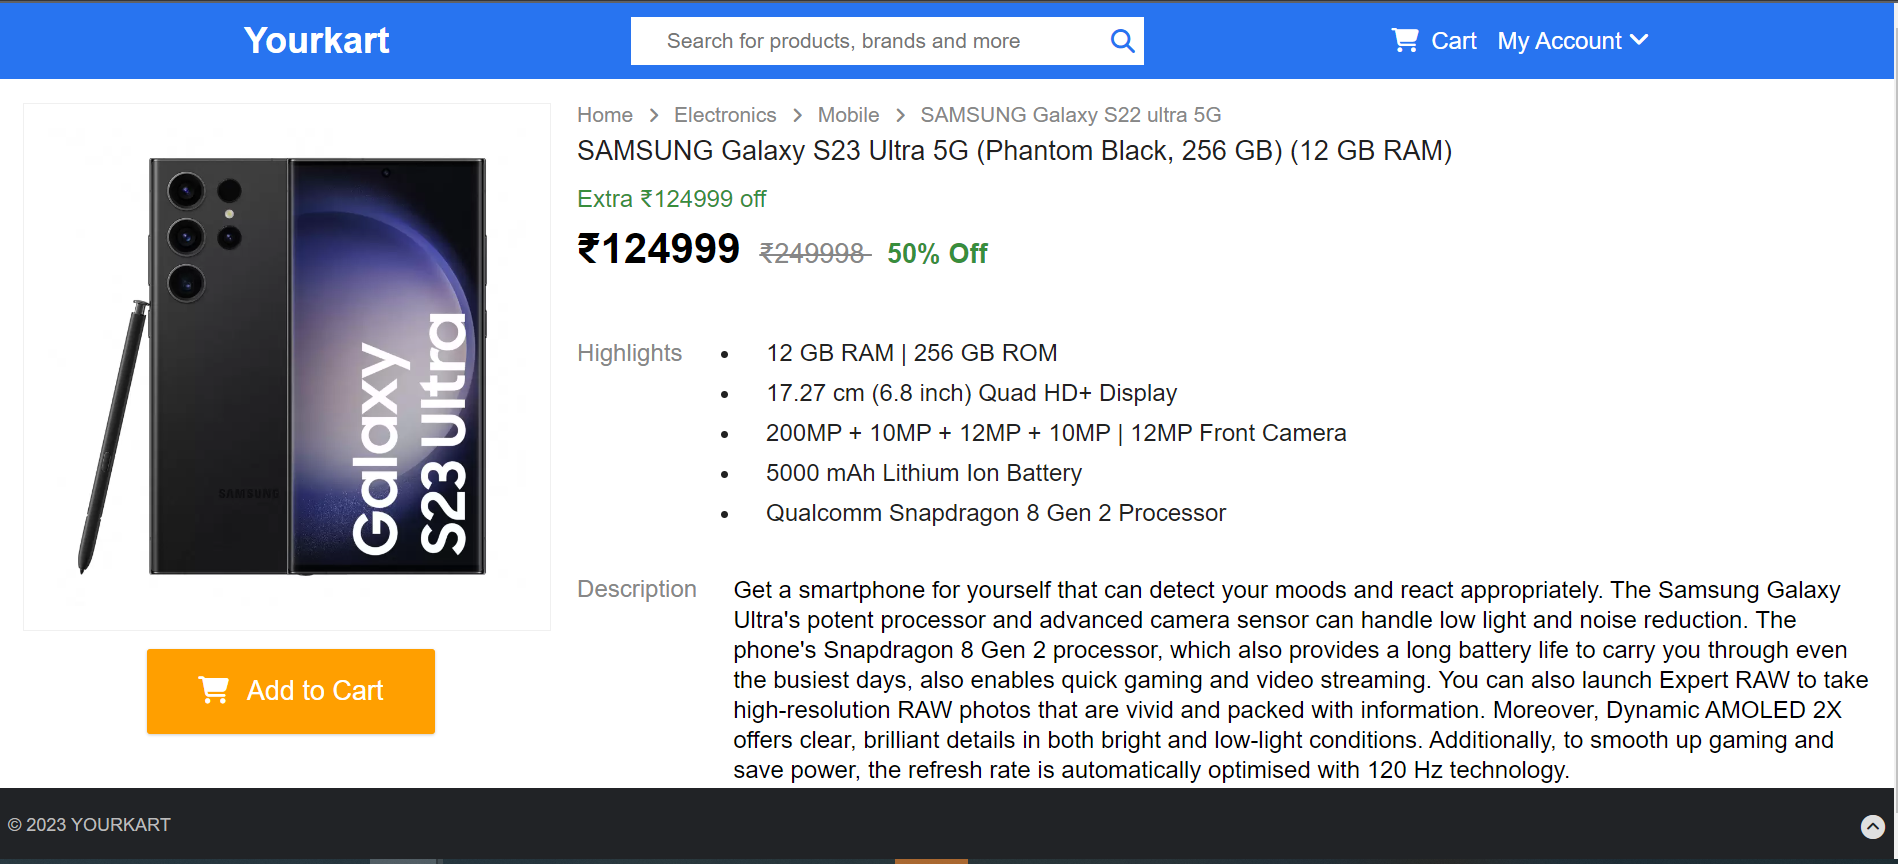 Yourkart
Search for products, brands and more
Cart
My Account
Home > Electronics > Mobile > SAMSUNG Galaxy S22 ultra 5G
SAMSUNG Galaxy S23 Ultra 5G (Phantom Black, 256 GB) (12 GB RAM)
Extra ₹124999 off
₹124999 ₹249998 50% Off
Galaxy
S23 Ultra
SAMSUNG
Add to Cart
Highlights
• 12 GB RAM | 256 GB ROM
• 17.27 cm (6.8 inch) Quad HD+ Display
• 200MP + 10MP + 12MP + 10MP | 12MP Front Camera
• 5000 mAh Lithium Ion Battery
• Qualcomm Snapdragon 8 Gen 2 Processor
Description
Get a smartphone for yourself that can detect your moods and react appropriately. The Samsung Galaxy
Ultra's potent processor and advanced camera sensor can handle low light and noise reduction. The
phone's Snapdragon 8 Gen 2 processor, which also provides a long battery life to carry you through even
the busiest days, also enables quick gaming and video streaming. You can also launch Expert RAW to take
high-resolution RAW photos that are vivid and packed with information. Moreover, Dynamic AMOLED 2X
offers clear, brilliant details in both bright and low-light conditions. Additionally, to smooth up gaming and
save power, the refresh rate is automatically optimised with 120 Hz technology.
© 2023 YOURKART